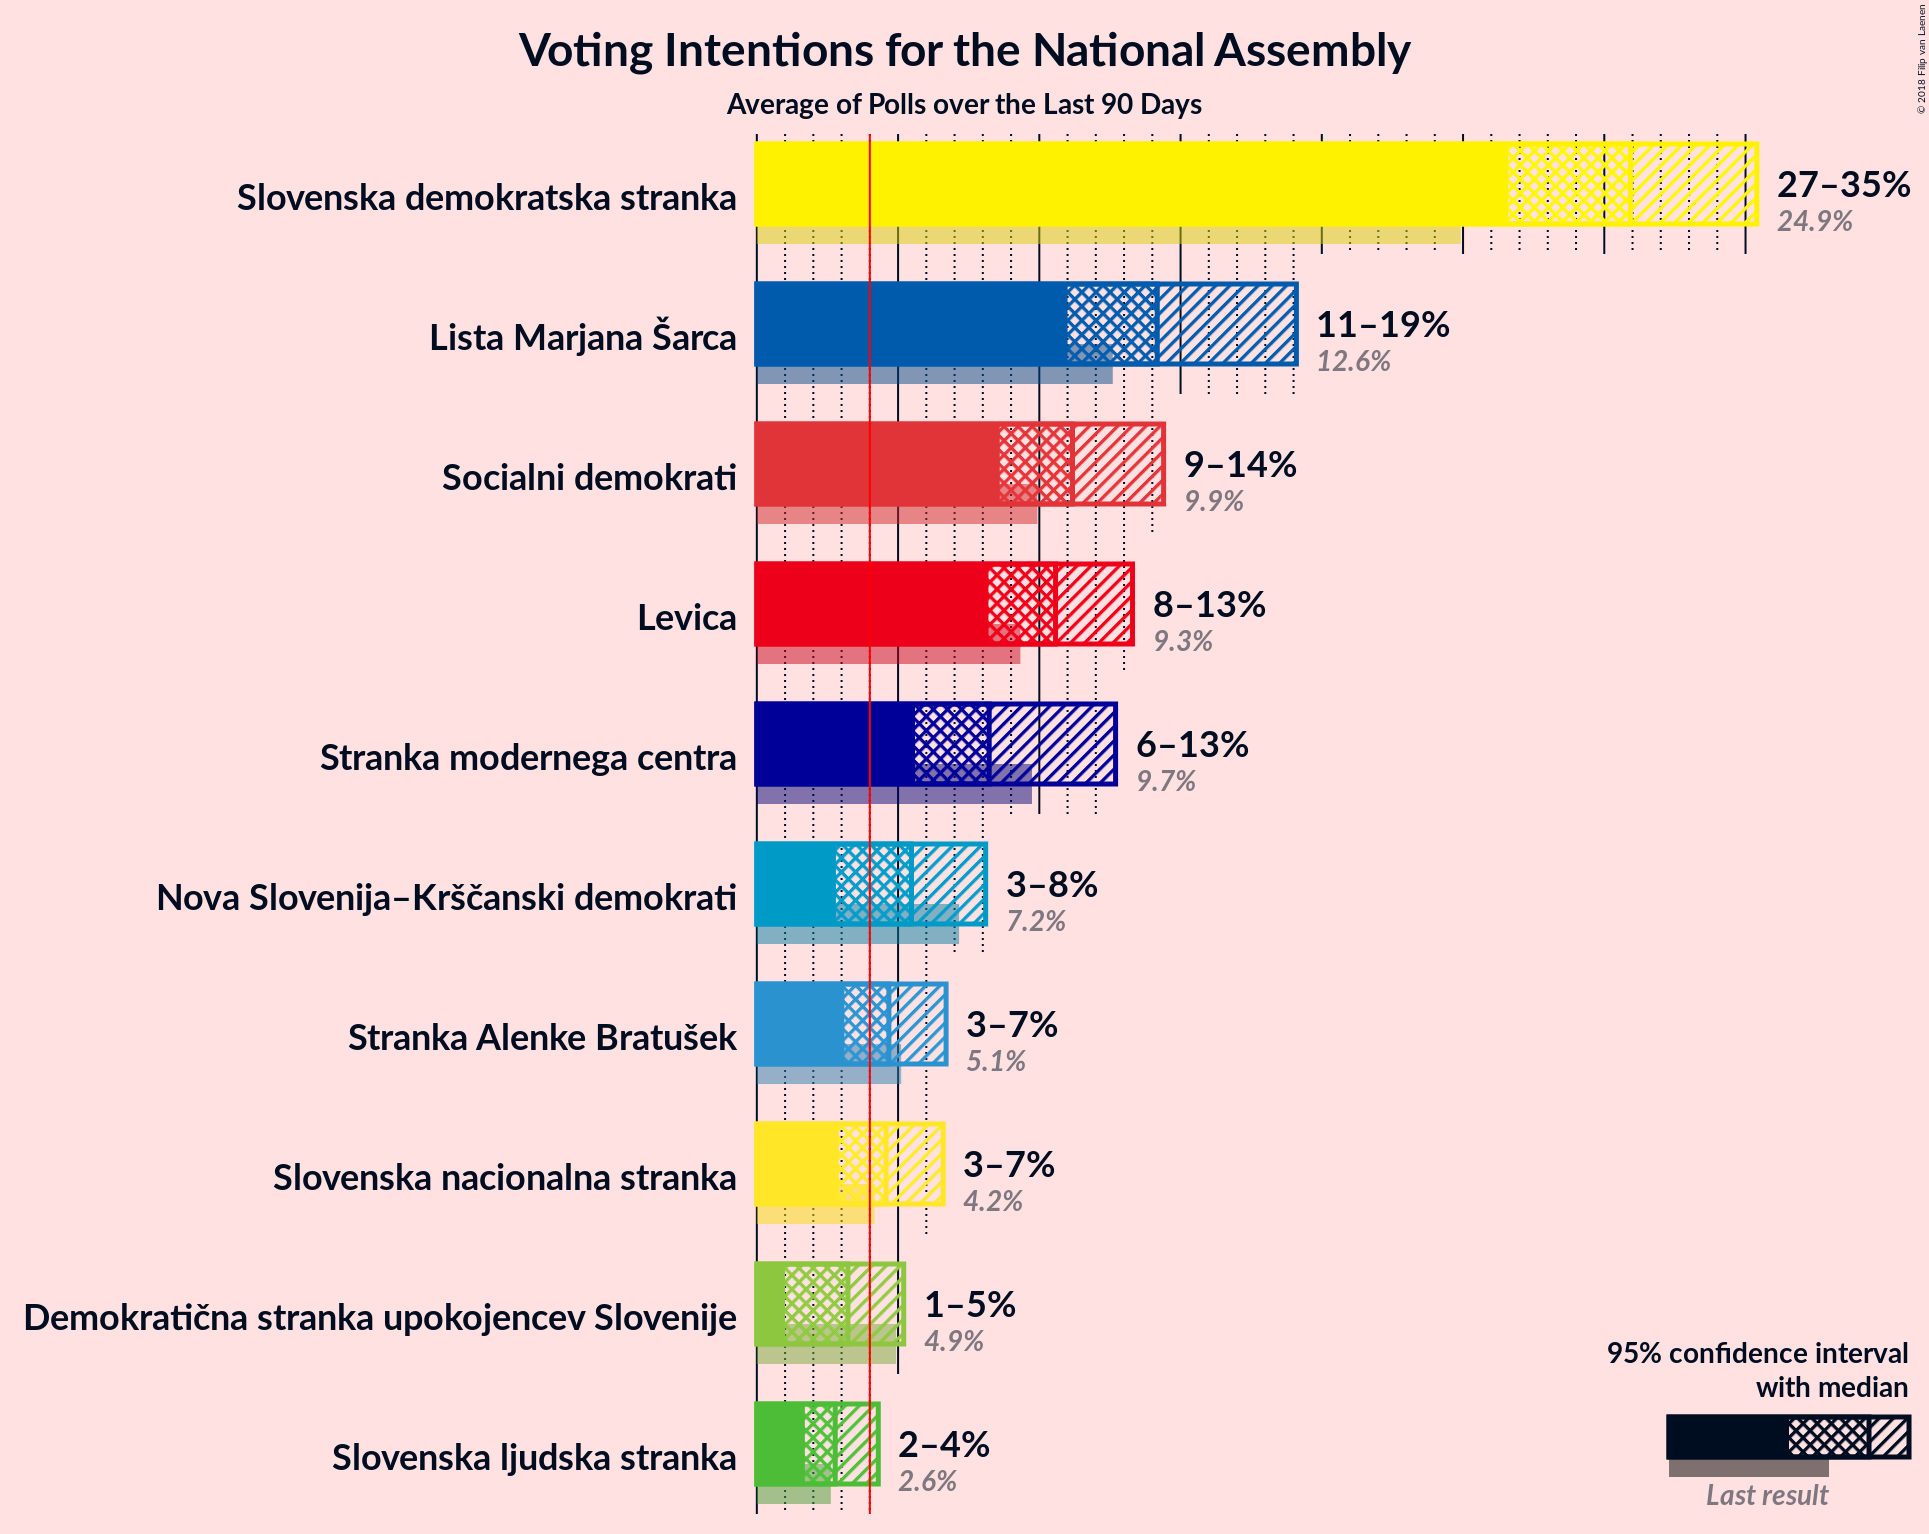 Voting Intentions for the National Assembly
Average of Polls over the Last 90 Days
© 2018 Filip van Laenen
Slovenska demokratska stranka
27–35%
24.9%
Lista Marjana Šarca
11–19%
12.6%
Socialni demokrati
9–14%
9.9%
Levica
8–13%
9.3%
Stranka modernega centra
6–13%
9.7%
Nova Slovenija–Krščanski demokrati
3–8%
7.2%
Stranka Alenke Bratušek
3–7%
5.1%
Slovenska nacionalna stranka
3–7%
4.2%
Demokratična stranka upokojencev Slovenije
1–5%
4.9%
Slovenska ljudska stranka
2–4%
2.6%
95% confidence interval
with median
Last result